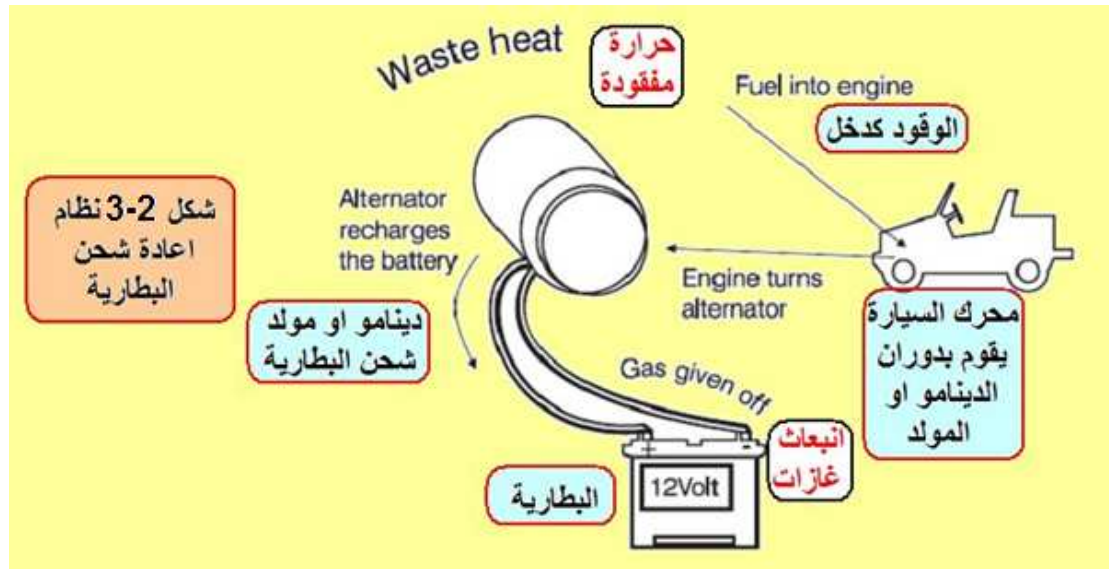 Waste heat
حرارة
مفقودة
Fuel into engine
الوقود كدخل
شكل 2-3 نظام
اعادة شحن
البطارية
Alternator
recharges
the battery
دينامو او مولد
شحن البطارية
Engine turns
alternator
محرك السيارة
يقوم بدوران
الدينامو او
المولد
Gas given off
انبعاث
غازات
+ -
12Volt
البطارية